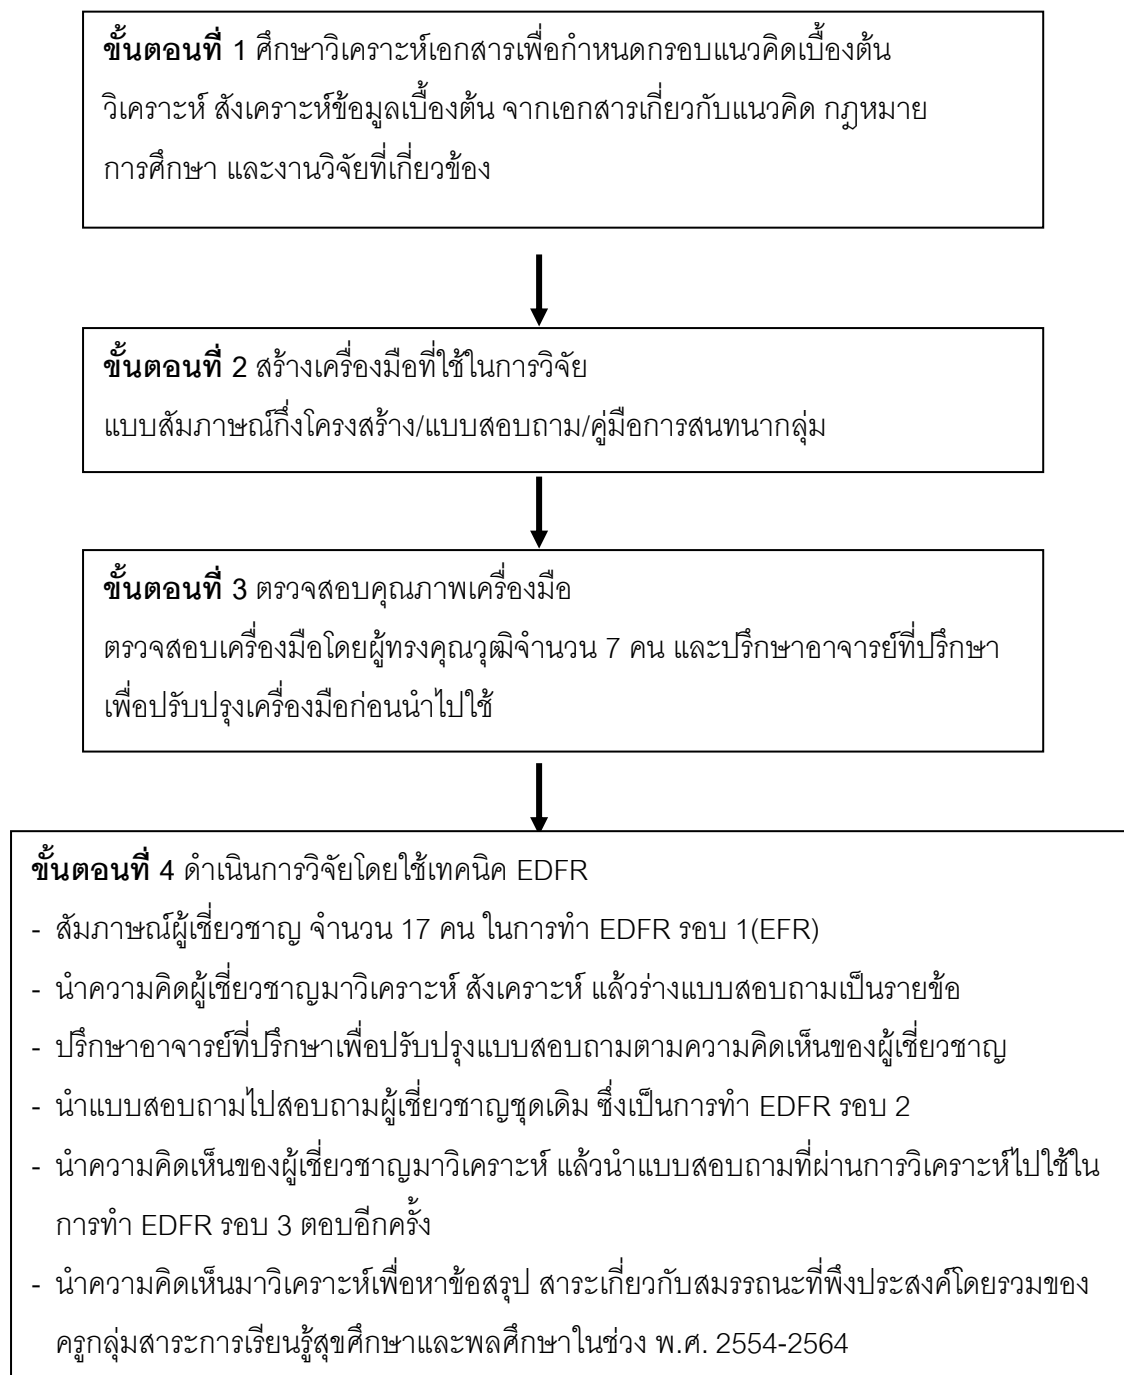 ขั้นตอนที่ 1 ศึกษาวิเคราะห์เอกสารเพื่อกำหนดกรอบแนวคิดเบื้องต้น
วิเคราะห์ สังเคราะห์ข้อมูลเบื้องต้น จากเอกสารเกี่ยวกับแนวคิด กฎหมาย
การศึกษา และงานวิจัยที่เกี่ยวข้อง
ขั้นตอนที่ 2 สร้างเครื่องมือที่ใช้ในการวิจัย
แบบสัมภาษณ์กึ่งโครงสร้าง/แบบสอบถาม/คู่มือการสนทนากลุ่ม
ขั้นตอนที่ 3 ตรวจสอบคุณภาพเครื่องมือ
ตรวจสอบเครื่องมือโดยผู้ทรงคุณวุฒิจำนวน 7 คน และปรึกษาอาจารย์ที่ปรึกษา
เพื่อปรับปรุงเครื่องมือก่อนนำไปใช้
ขั้นตอนที่ 4 ดำเนินการวิจัยโดยใช้เทคนิค EDFR
- สัมภาษณ์ผู้เชี่ยวชาญ จำนวน 17 คน ในการทำ EDFR รอบ 1(EFR)
- นำความคิดผู้เชี่ยวชาญมาวิเคราะห์ สังเคราะห์ แล้วร่างแบบสอบถามเป็นรายข้อ
- ปรึกษาอาจารย์ที่ปรึกษาเพื่อปรับปรุงแบบสอบถามตามความคิดเห็นของผู้เชี่ยวชาญ
- นำแบบสอบถามไปสอบถามผู้เชี่ยวชาญชุดเดิม ซึ่งเป็นการทำ EDFR รอบ 2
- นำความคิดเห็นของผู้เชี่ยวชาญมาวิเคราะห์ แล้วนำแบบสอบถามที่ผ่านการวิเคราะห์ไปใช้ใน
การทำ EDFR รอบ 3 ตอบอีกครั้ง
- นำความคิดเห็นมาวิเคราะห์เพื่อหาข้อสรุป สาระเกี่ยวกับสมรรถนะที่พึงประสงค์โดยรวมของ
ครูกลุ่มสาระการเรียนรู้สุขศึกษาและพลศึกษาในช่วง พ.ศ. 2554-2564